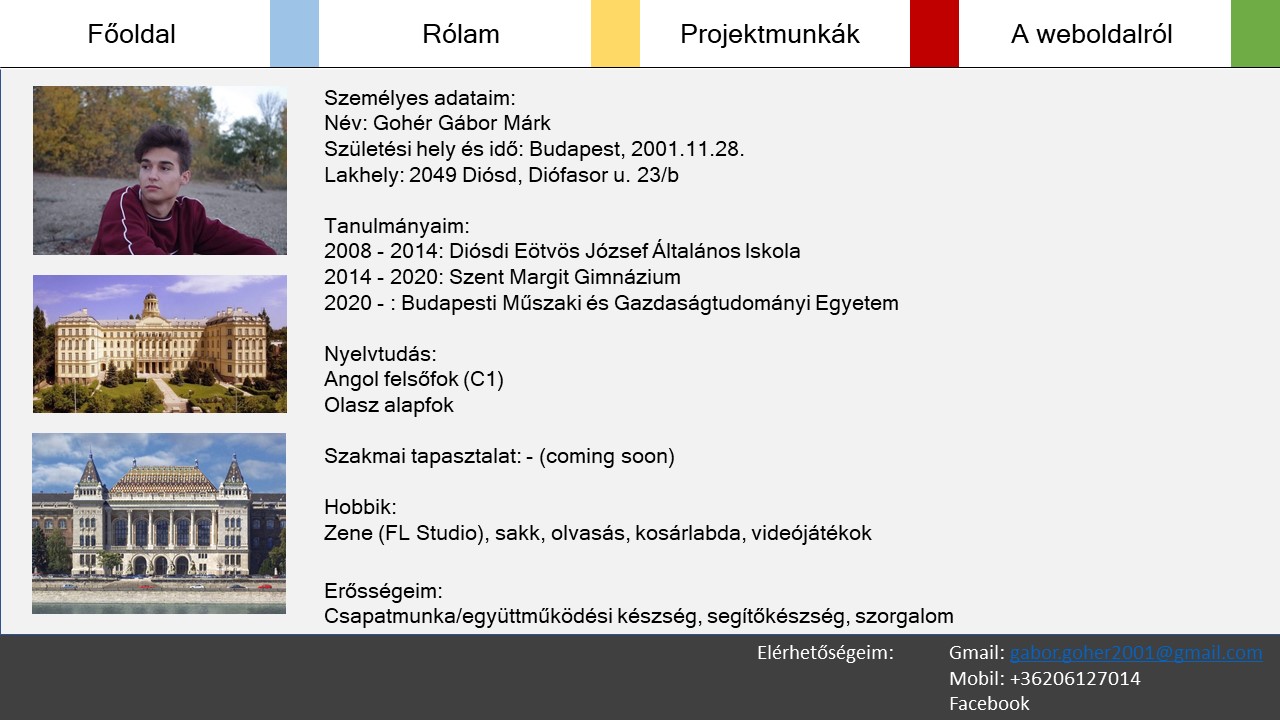 Főoldal
Rólam
Projektmunkák
A weboldalról
Személyes adataim:
Név: Gohér Gábor Márk
Születési hely és idő: Budapest, 2001.11.28.
Lakhely: 2049 Diósd, Diófasor u. 23/b
Tanulmányaim:
2008 - 2014: Diósdi Eötvös József Általános Iskola
2014 - 2020: Szent Margit Gimnázium
2020 - : Budapesti Műszaki és Gazdaságtudományi Egyetem
Nyelvtudás:
Angol felsőfok (C1)
Olasz alapfok
Szakmai tapasztalat: - (coming soon)
Hobbik:
Zene (FL Studio), sakk, olvasás, kosárlabda, videójátékok
Erősségeim:
Csapatmunka/együttműködési készség, segítőkészség, szorgalom
Elérhetőségeim:
Gmail: gabor.goher2001@gmail.com
Mobil: +36206127014
Facebook